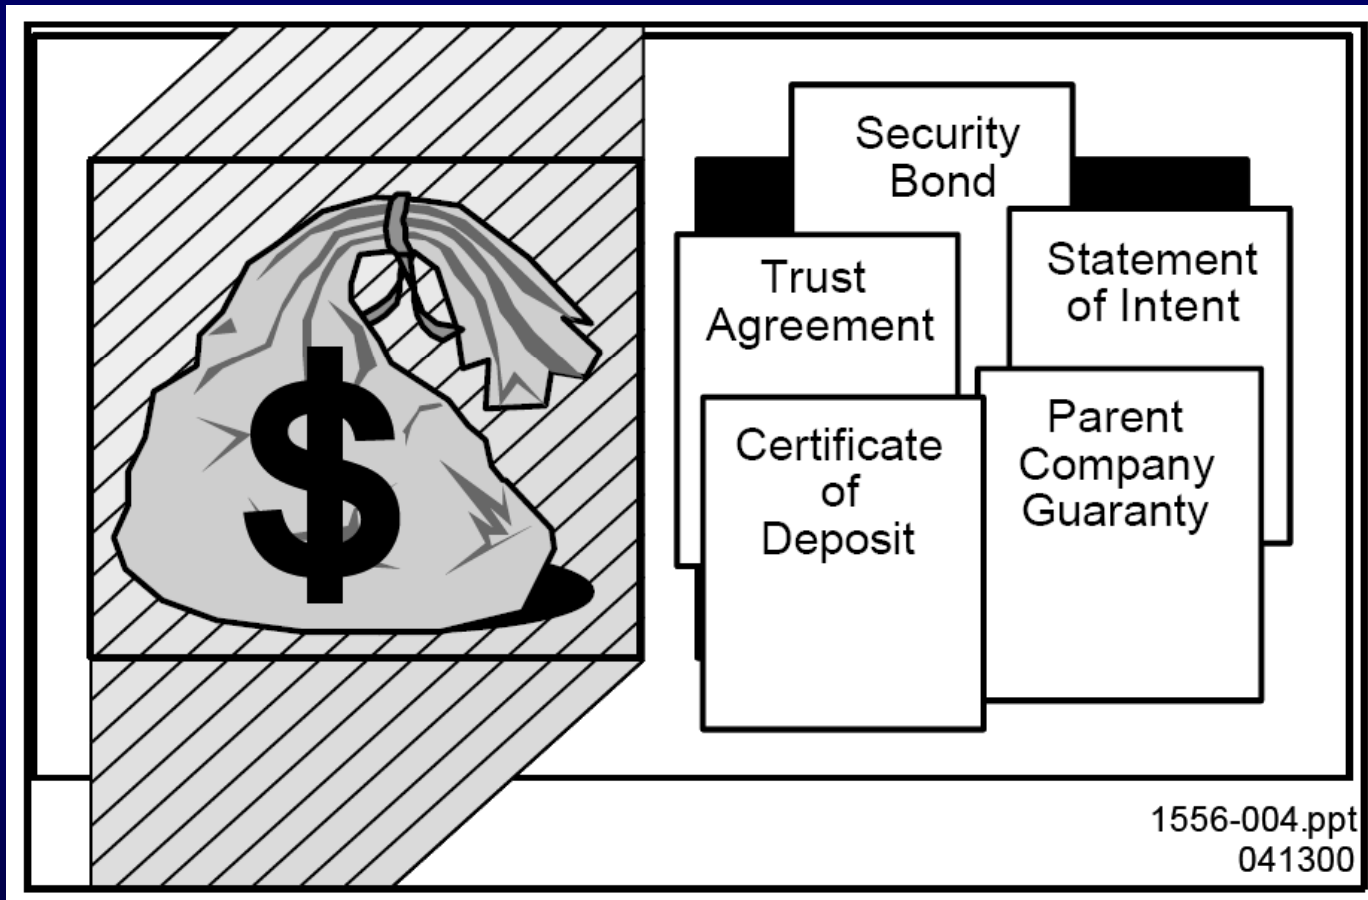 Security
Bond
Trust
Agreement
Statement
of Intent
Certificate
of
Deposit
Parent
Company
Guaranty
$
1556-004.ppt
041300